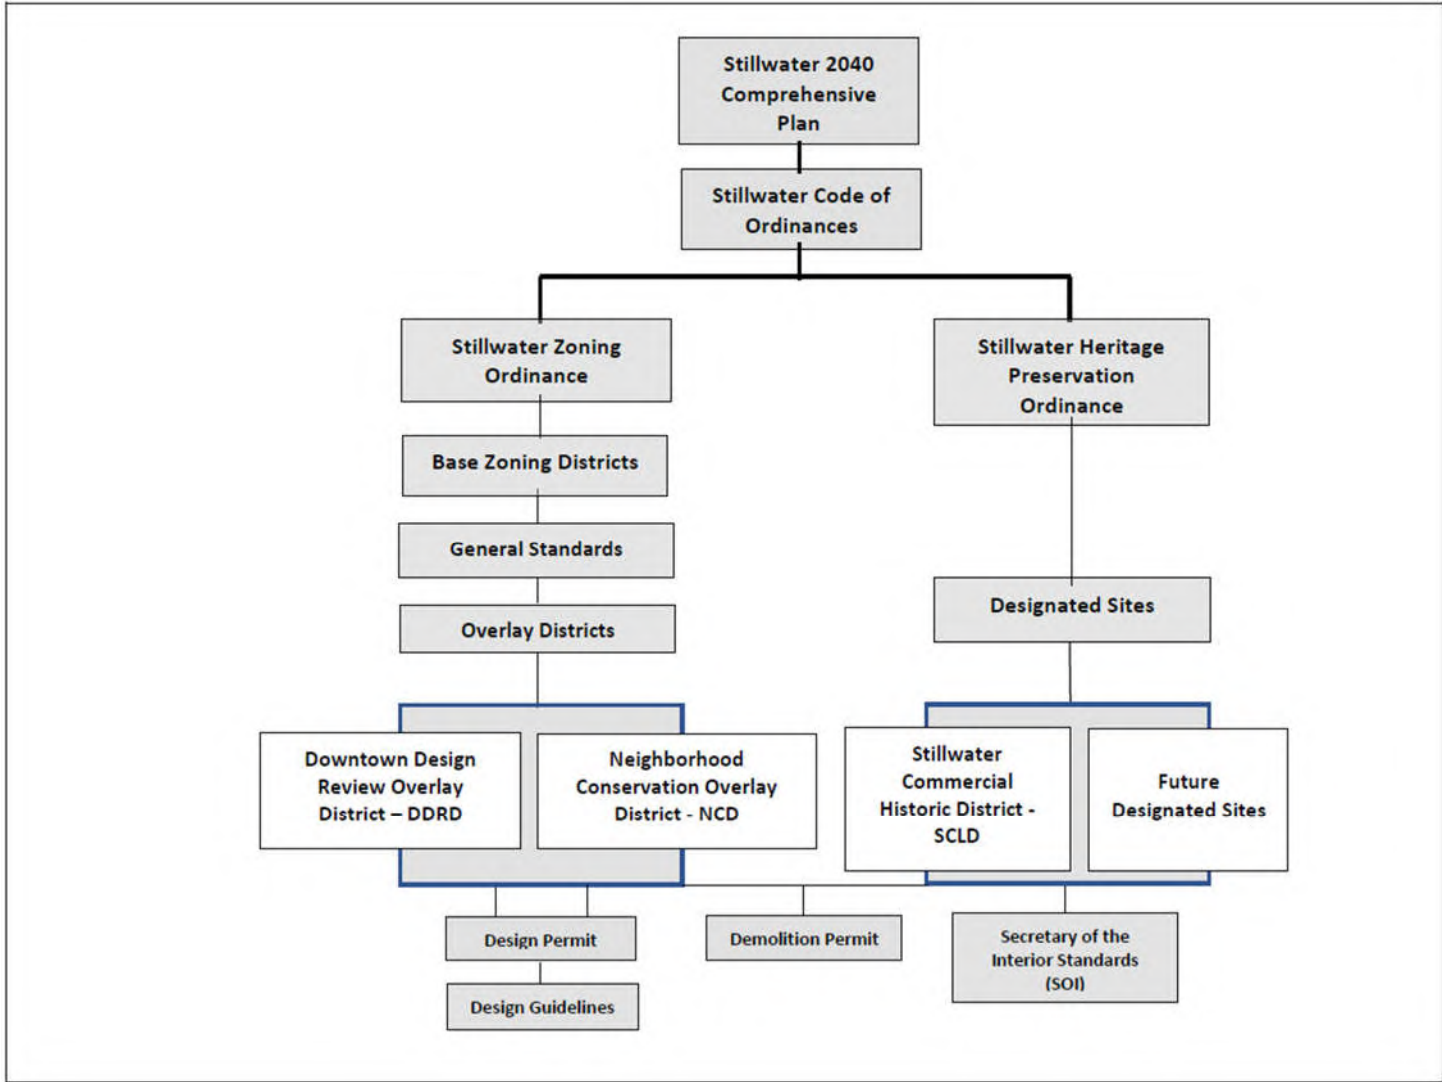 Stillwater 2040
Comprehensive
Plan
Stillwater Code of
Ordinances
Stillwater Zoning
Ordinance
Stillwater Heritage
Preservation
Ordinance
Base Zoning Districts
General Standards
Overlay Districts
Designated Sites
Downtown Design
Review Overlay
District – DDRD
Neighborhood
Conservation Overlay
District - NCD
Stillwater
Commercial
Historic District -
SCLD
Future
Designated Sites
Design Permit
Design Guidelines
Demolition Permit
Secretary of the
Interior Standards
(SOI)